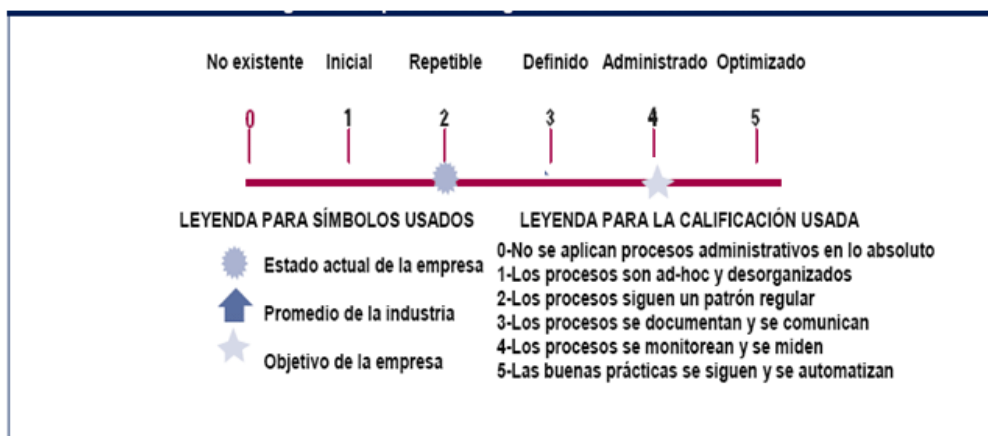 No existente Inicial Repetible Definido Administrado Optimizado
0 1 2 3 4 5
LEYENDA PARA SÍMBOLOS USADOS
Estado actual de la empresa
Promedio de la industria
Objetivo de la empresa
LEYENDA PARA LA CALIFICACIÓN USADA
0-No se aplican procesos administrativos en lo absoluto
1-Los procesos son ad-hoc y desorganizados
2-Los procesos siguen un patrón regular
3-Los procesos se documentan y se comunican
4-Los procesos se monitorean y se miden
5-Las buenas prácticas se siguen y se automatizan